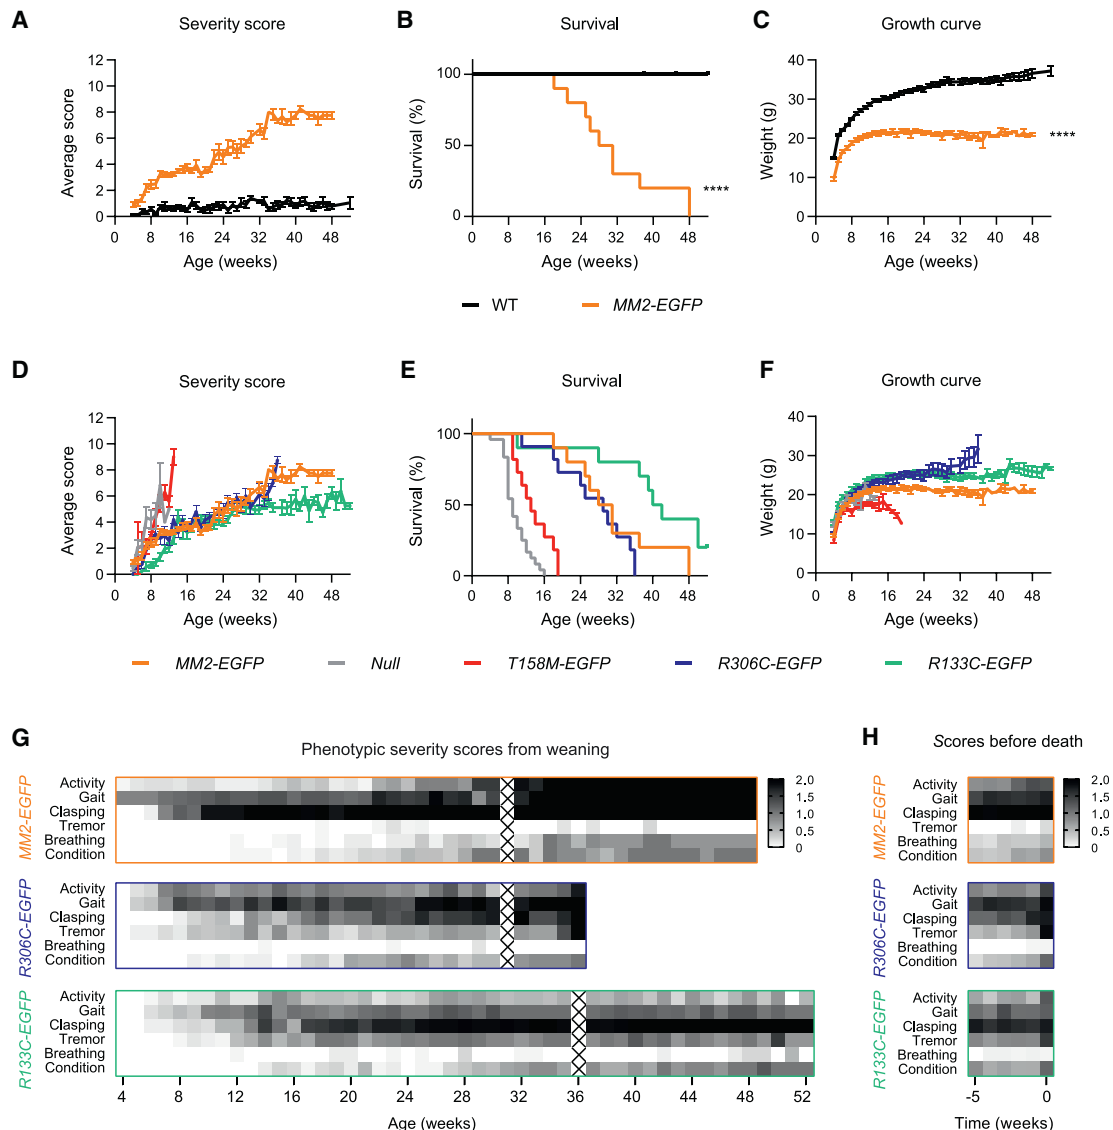 A Severity score
Average score
12
10
8
6
4
2
0
0 8 16 24 32 40 48
Age (weeks)
B Survival
Survival (%)
100
50
0
****
0 8 16 24 32 40 48
Age (weeks)
C Growth curve
Weight (g)
40
30
20
10
0
****
0 8 16 24 32 40 48
Age (weeks)
WT MM2-EGFP
D Severity score
Average score
12
10
8
6
4
2
0
0 8 16 24 32 40 48
Age (weeks)
E Survival
Survival (%)
100
50
0
0 8 16 24 32 40 48
Age (weeks)
F Growth curve
Weight (g)
40
30
20
10
0
0 8 16 24 32 40 48
Age (weeks)
MM2-EGFP Null T158M-EGFP R306C-EGFP R133C-EGFP
G Phenotypic severity scores from weaning
MM2-EGFP
Activity
Gait
Clasping
Tremor
Breathing
Condition
2.0
1.5
1.0
0.5
0
R306C-EGFP
Activity
Gait
Clasping
Tremor
Breathing
Condition
R133C-EGFP
Activity
Gait
Clasping
Tremor
Breathing
Condition
4 8 12 16 20 24 28 32 36 40 44 48 52
Age (weeks)
H Scores before death
MM2-EGFP
Activity
Gait
Clasping
Tremor
Breathing
Condition
2.0
1.5
1.0
0.5
0
R306C-EGFP
Activity
Gait
Clasping
Tremor
Breathing
Condition
R133C-EGFP
Activity
Gait
Clasping
Tremor
Breathing
Condition
-5 0
Time (weeks)